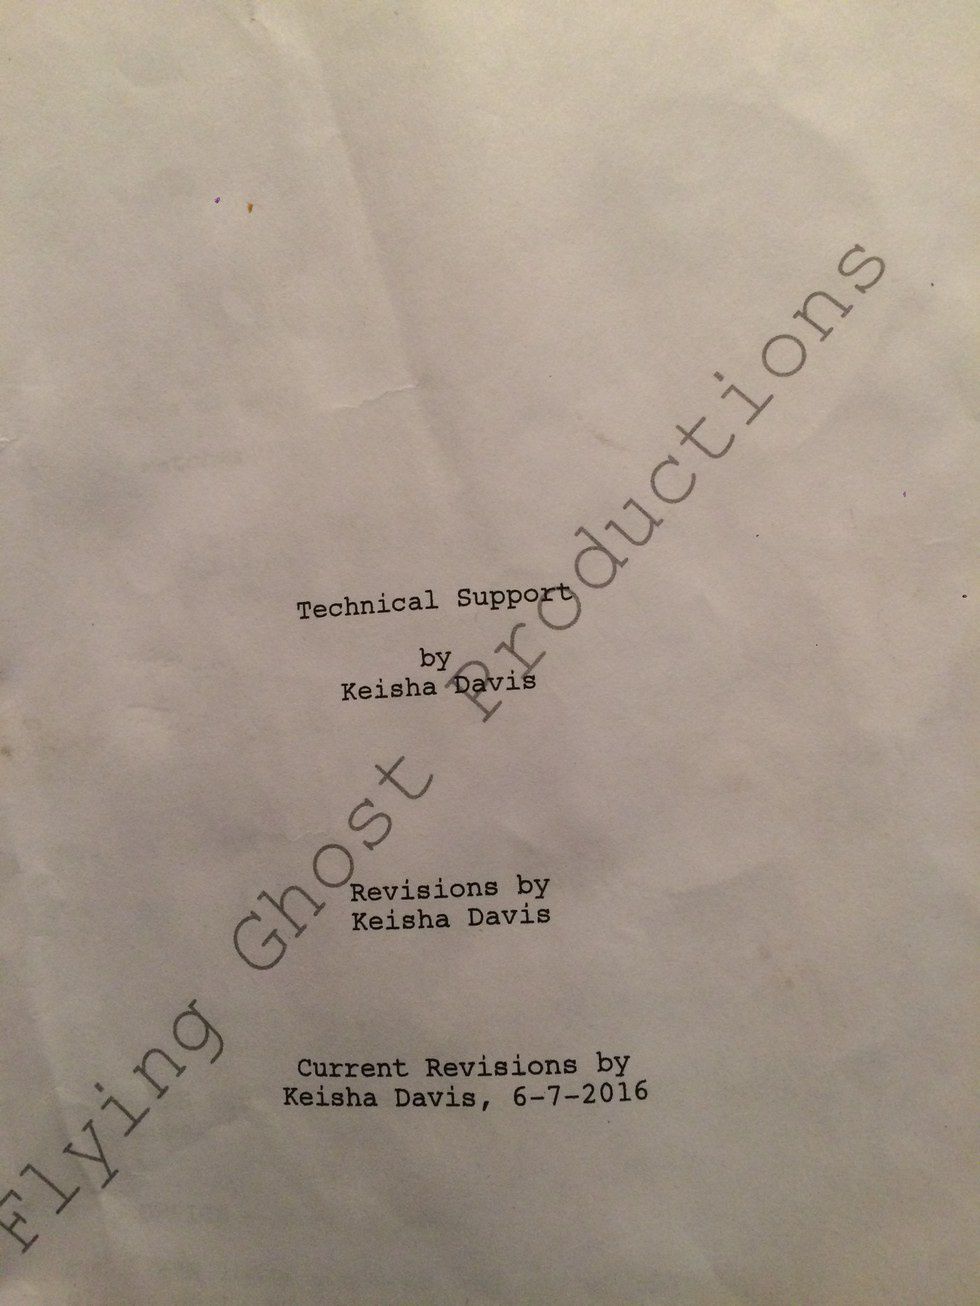 Technical Support
by
Keisha Davis
Revisions by
Keisha Davis
Current Revisions by
Keisha Davis, 6-7-2016
Flying Ghost Productions